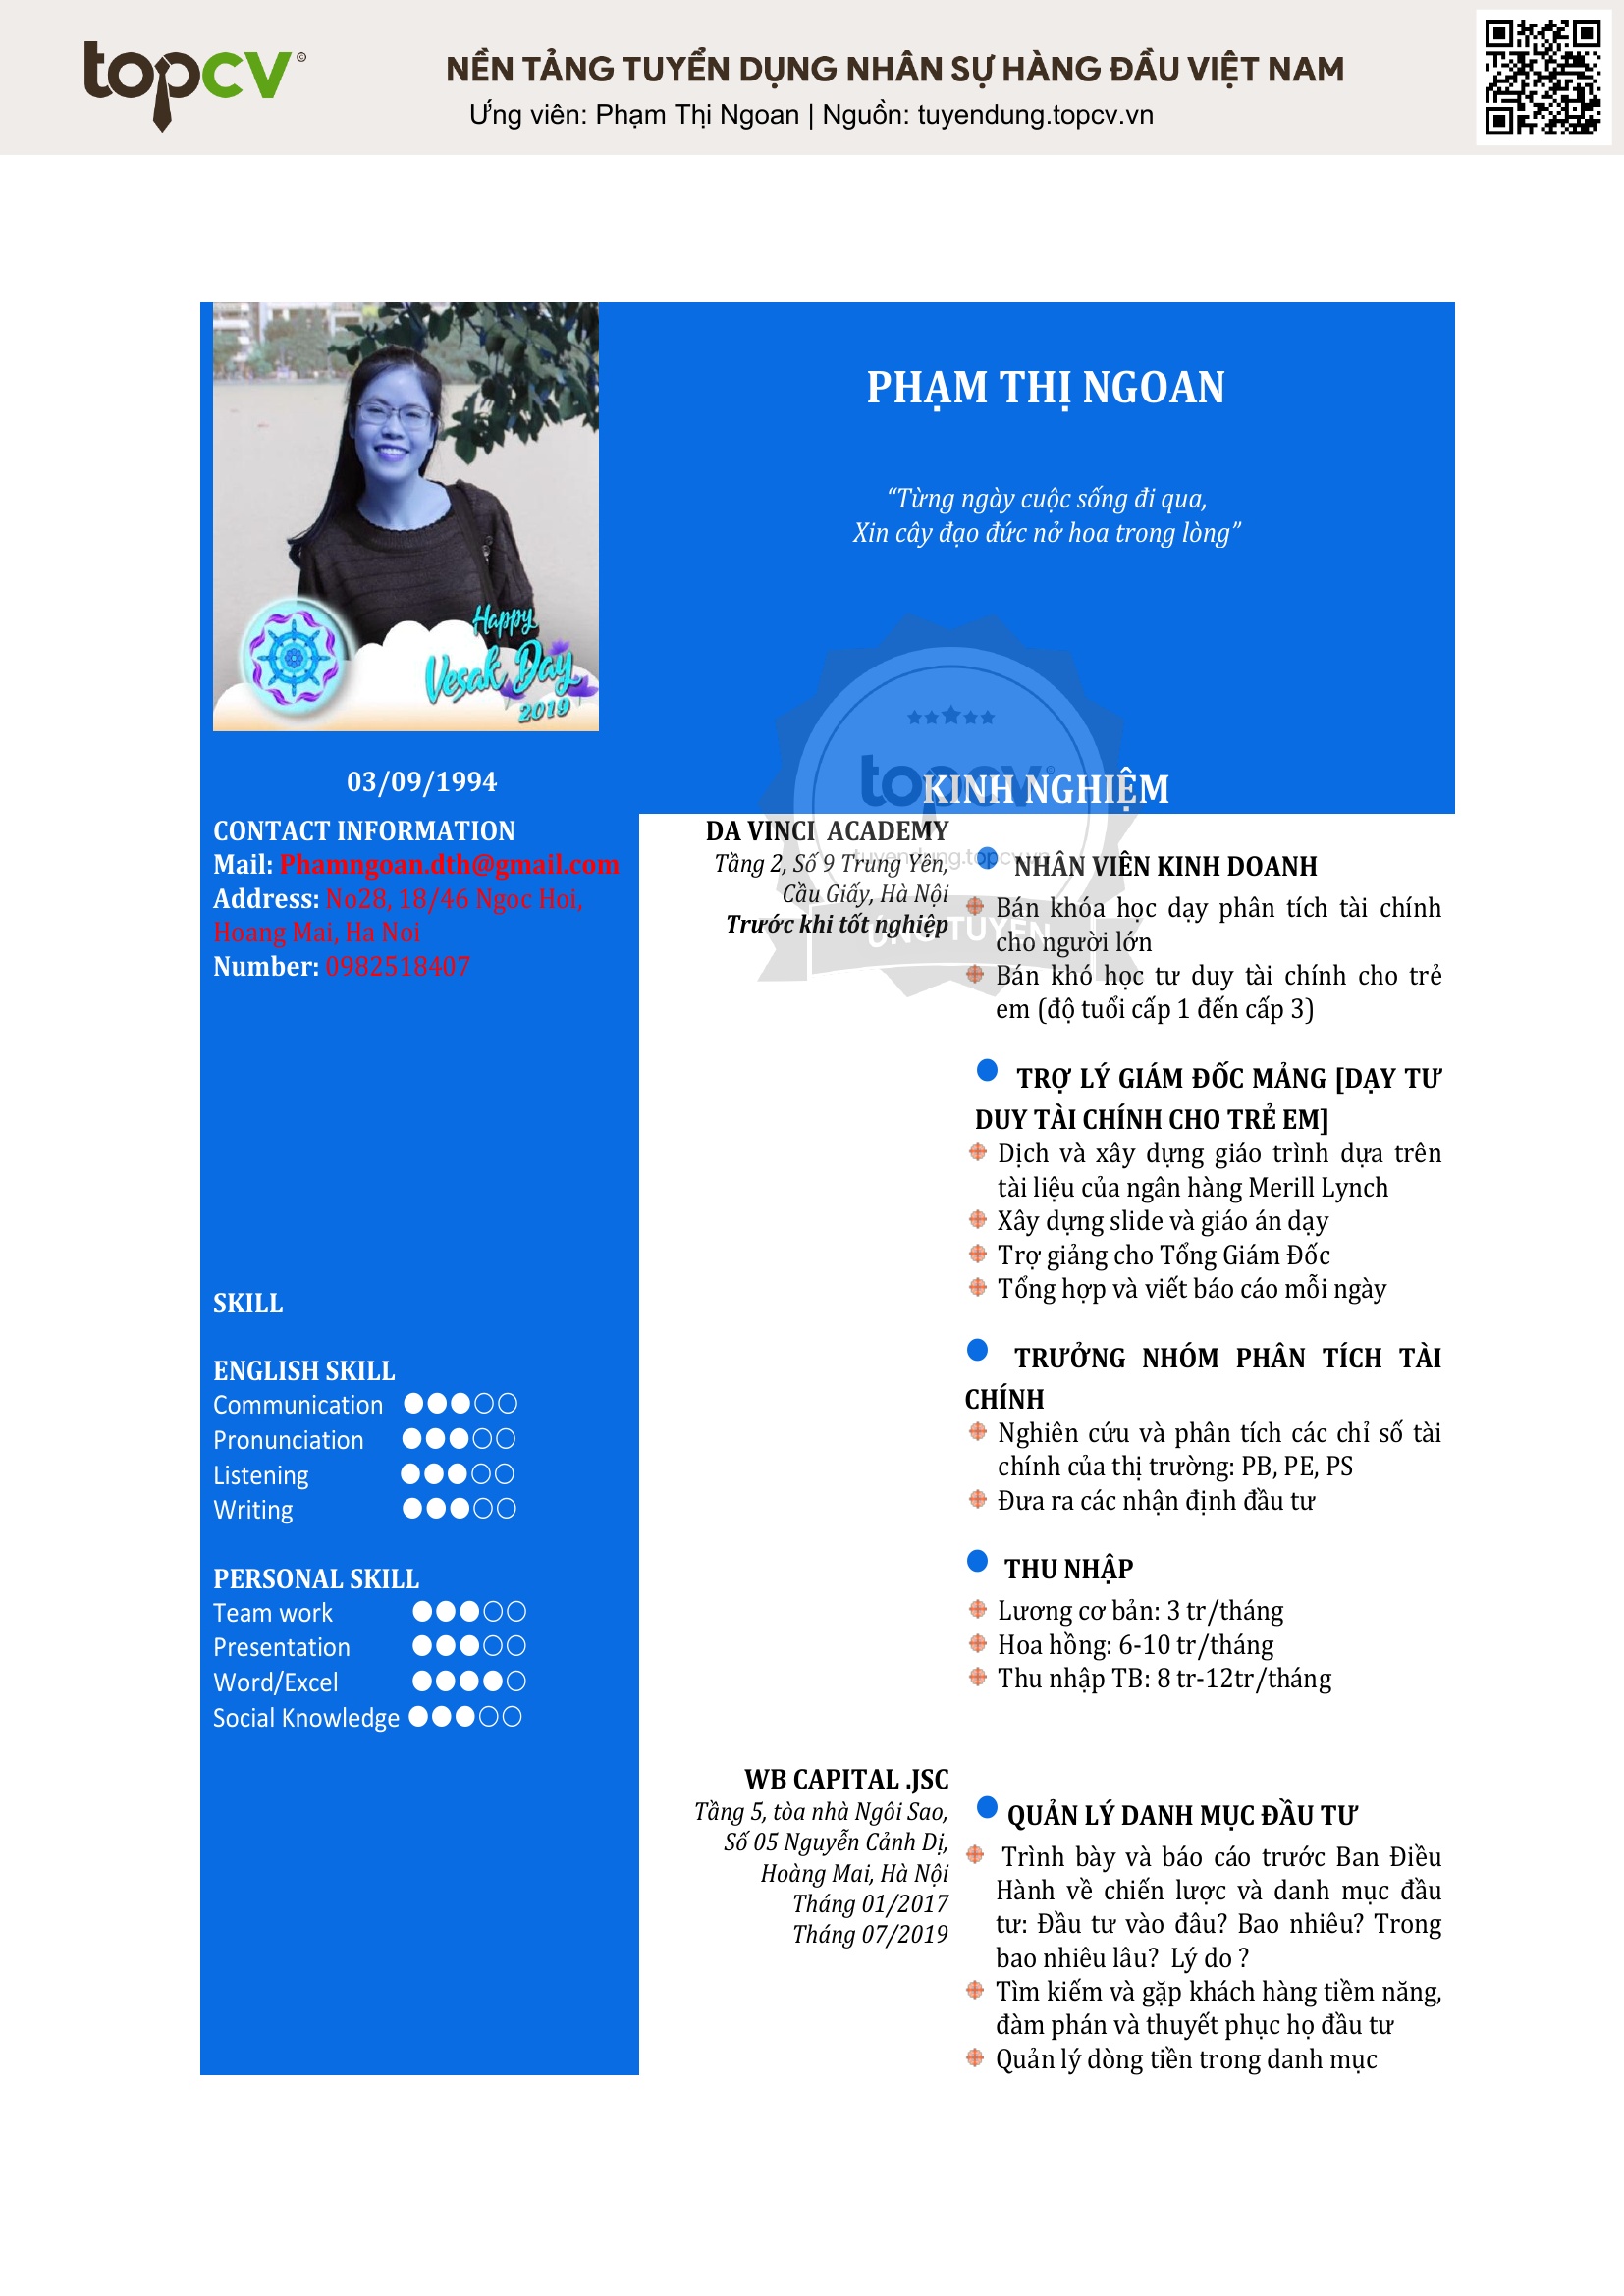 topcv
NỀN TẢNG TUYỂN DỤNG NHÂN SỰ HÀNG ĐẦU VIỆT NAM
Ứng viên: Phạm Thị Ngoan | Nguồn: tuyendung.topcv.vn
PHẠM THỊ NGOAN
“Từng ngày cuộc sống đi qua,
Xin cây đạo đức nở hoa trong lòng”
Happy
Vesak Day
2019
03/09/1994
CONTACT INFORMATION
Mail: Phamngoan.dth@gmail.com
Address: No28, 18/46 Ngoc Hoi,
Hoang Mai, Ha Noi
Number: 0982518407
SKILL
ENGLISH SKILL
Communication
Pronunciation
Listening
Writing
PERSONAL SKILL
Team work
Presentation
Word/Excel
Social Knowledge
topcv
KINH NGHIỆM
tuyendung.topcv.vn
ỨNG TUYỂN
DA VINCI ACADEMY
Tầng 2, Số 9 Trung Yên,
Cầu Giấy, Hà Nội
Trước khi tốt nghiệp
NHÂN VIÊN KINH DOANH
Bán khóa học dạy phân tích tài chính
cho người lớn
Bán khó học tư duy tài chính cho trẻ
em (độ tuổi cấp 1 đến cấp 3)
TRỢ LÝ GIÁM ĐỐC MẢNG [DẠY TƯ
DUY TÀI CHÍNH CHO TRẺ EM]
Dịch và xây dựng giáo trình dựa trên
tài liệu của ngân hàng Merill Lynch
Xây dựng slide và giáo án dạy
Trợ giảng cho Tổng Giám Đốc
Tổng hợp và viết báo cáo mỗi ngày
TRƯỞNG NHÓM PHÂN TÍCH TÀI
CHÍNH
Nghiên cứu và phân tích các chỉ số tài
chính của thị trường: PB, PE, PS
Đưa ra các nhận định đầu tư
THU NHẬP
Lương cơ bản: 3 tr/tháng
Hoa hồng: 6-10 tr/tháng
Thu nhập TB: 8 tr-12tr/tháng
WB CAPITAL .JSC
Tầng 5, tòa nhà Ngôi Sao,
Số 05 Nguyễn Cảnh Dị,
Hoàng Mai, Hà Nội
Tháng 01/2017
Tháng 07/2019
QUẢN LÝ DANH MỤC ĐẦU TƯ
Trình bày và báo cáo trước Ban Điều
Hành về chiến lược và danh mục đầu
tư: Đầu tư vào đâu? Bao nhiêu? Trong
bao nhiêu lâu? Lý do ?
Tìm kiếm và gặp khách hàng tiềm năng,
đàm phán và thuyết phục họ đầu tư
Quản lý dòng tiền trong danh mục